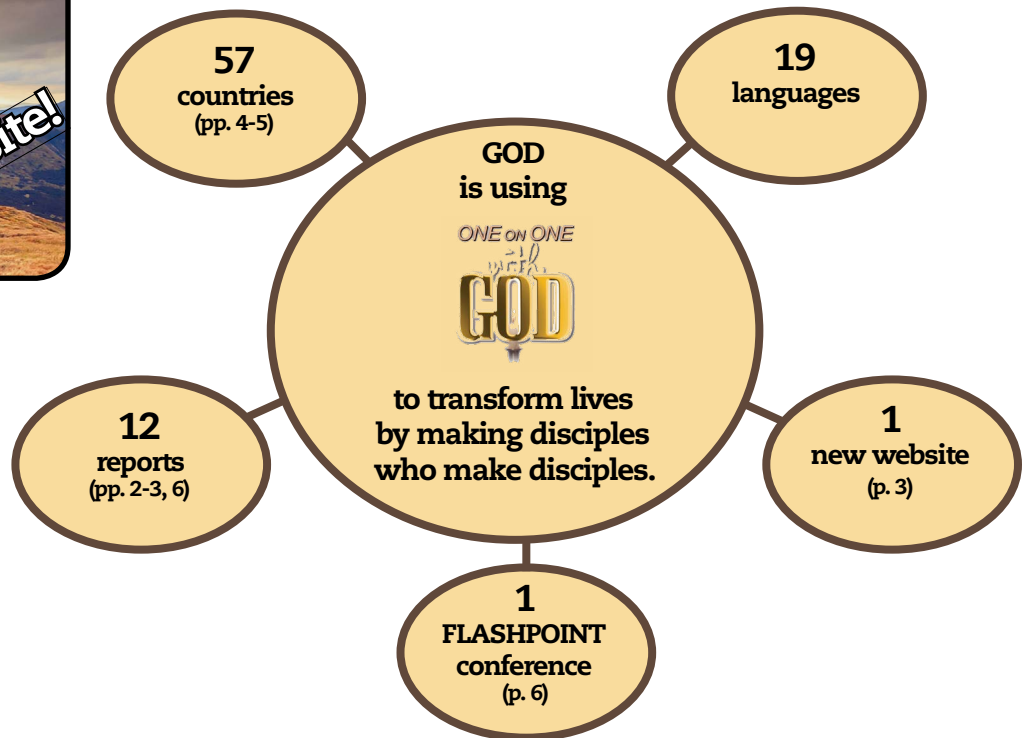 57
countries
(pp. 4-5)
19
languages
GOD
is using
ONE ON ONE
with
GOD
to transform lives
by making disciples
who make disciples.
12
reports
(pp. 2-3, 6)
1
new website
(p. 3)
1
FLASHPOINT
conference
(p. 6)